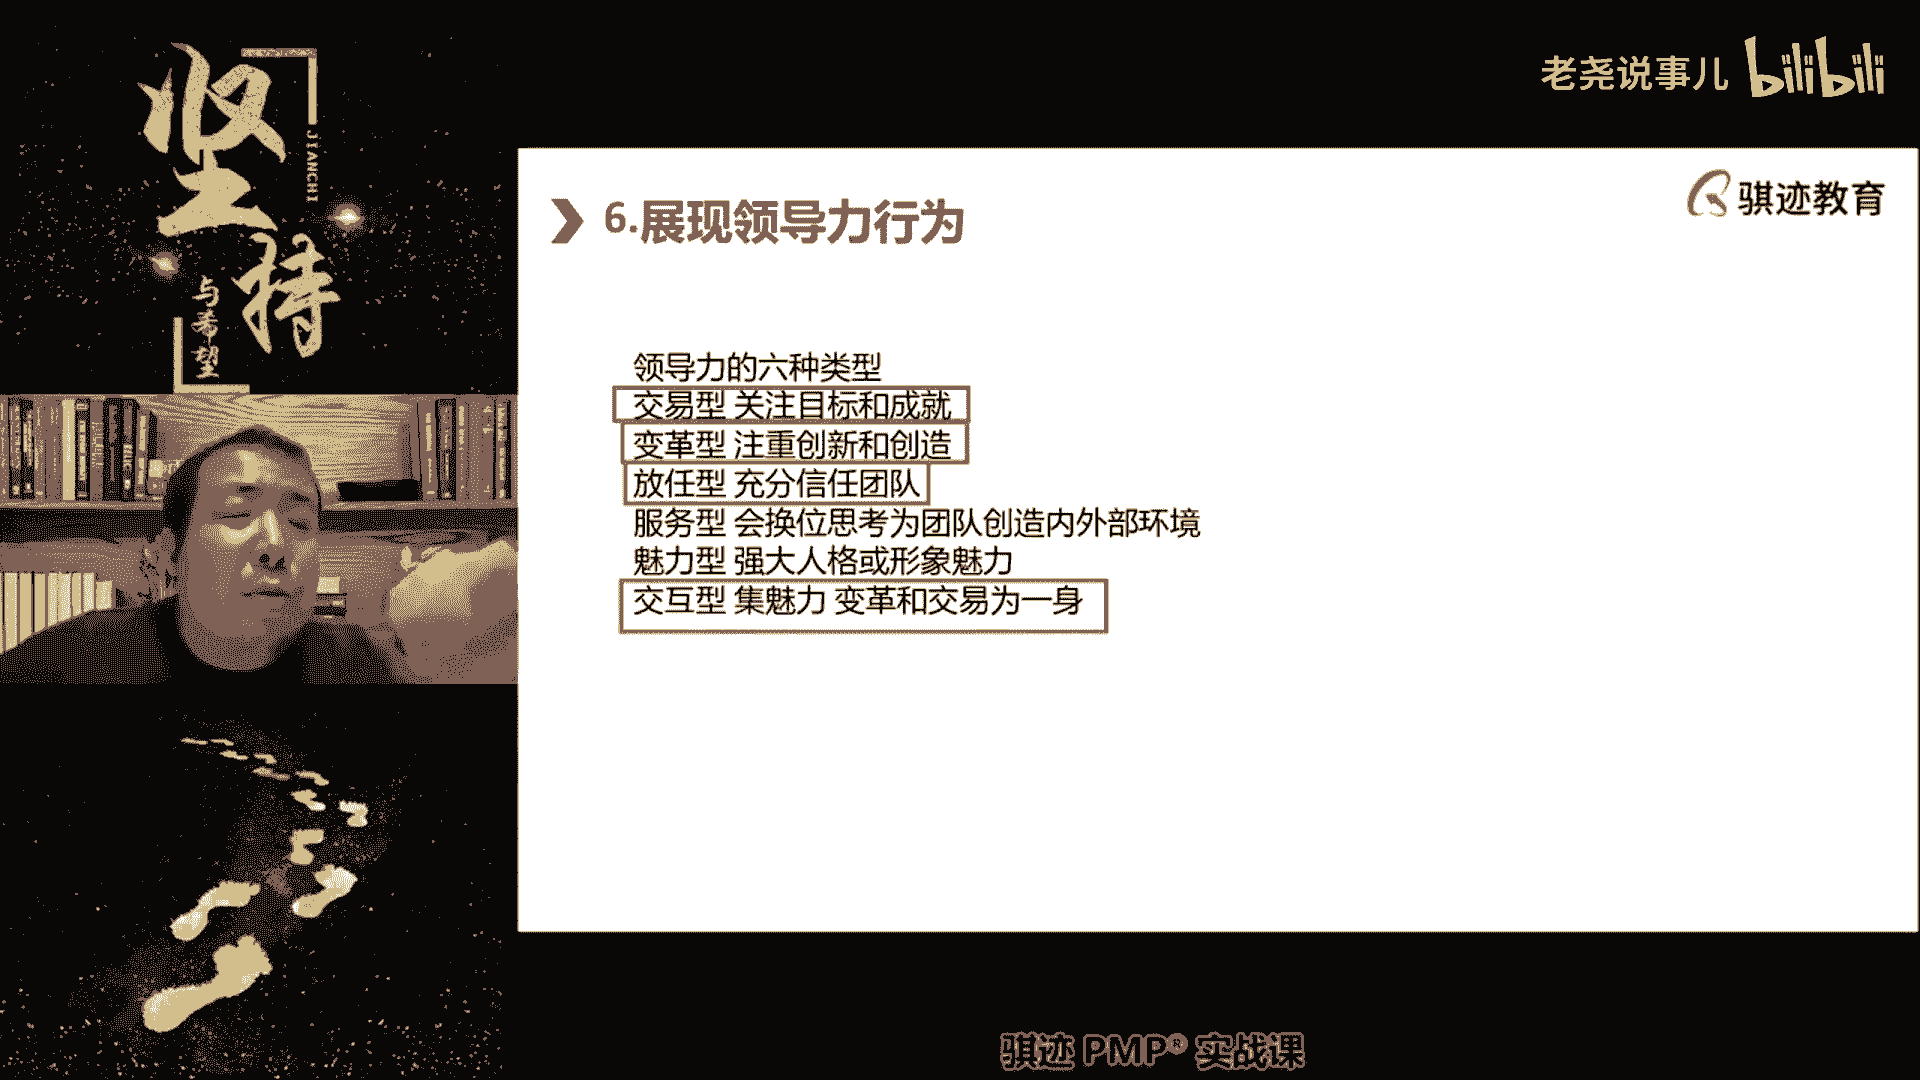 坚持
JIANCHI
与希望
老尧说事儿 bilibili
骐迹教育
6.展现领导力行为
领导力的六种类型
交易型 关注目标和成就
变革型 注重创新和创造
放任型 充分信任团队
服务型 会换位思考为团队创造内外部环境
魅力型 强大人格或形象魅力
交互型 集魅力 变革和交易为一身
骐迹 PMP® 实战课